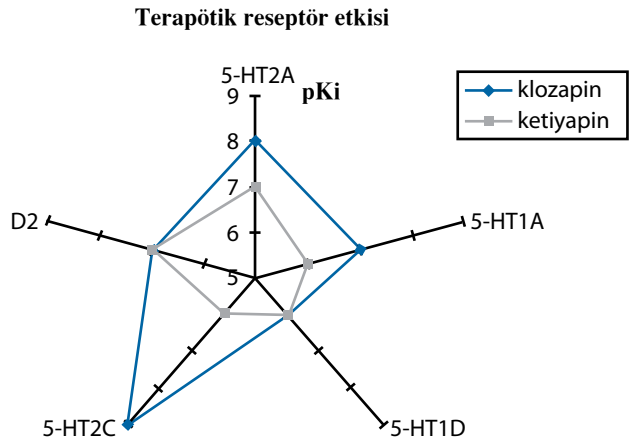 Terapötik reseptör etkisi
5-HT2A
pKi
9
8
7
6
5
klozapin
ketiyapin
D2
5-HT1A
5-HT2C
5-HT1D